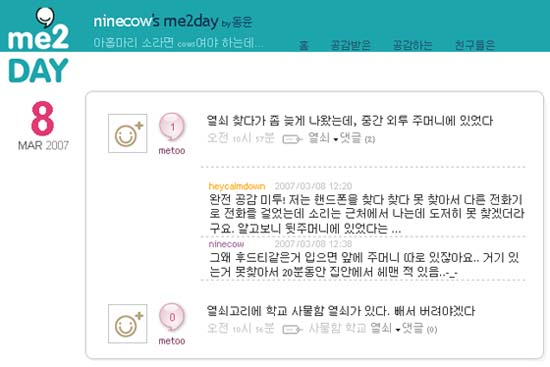 me2
DAY
ninecow's me2day by 동운
아홉마리 소라면 cows여야 하는데...
홈 공감받은 공감하는 친구들은
8
MAR 2007
1
metoo
열쇠 찾다가 좀 늦게 나왔는데, 중간 외투 주머니에 있었다
오전 10시 57분 열쇠 댓글 (2)
heycalmdown 2007/03/08 12:20
완전 공감 미투! 저는 핸드폰을 찾다 찾다 못 찾아서 다른 전화기
로 전화를 걸었는데 소리는 근처에서 나는데 도저히 못 찾겠더라
구요. 알고보니 뒷주머니에 있었다는 ...
ninecow 2007/03/08 12:38
그왜 후드티같은거 입으면 앞에 주머니 따로 있잖아요.. 거기 있
는거 못찾아서 20분동안 집안에서 헤맨 적 있음..-_-
0
metoo
열쇠고리에 학교 사물함 열쇠가 있다. 빼서 버려야겠다
오전 10시 56분 사물함 학교 열쇠 댓글 (0)